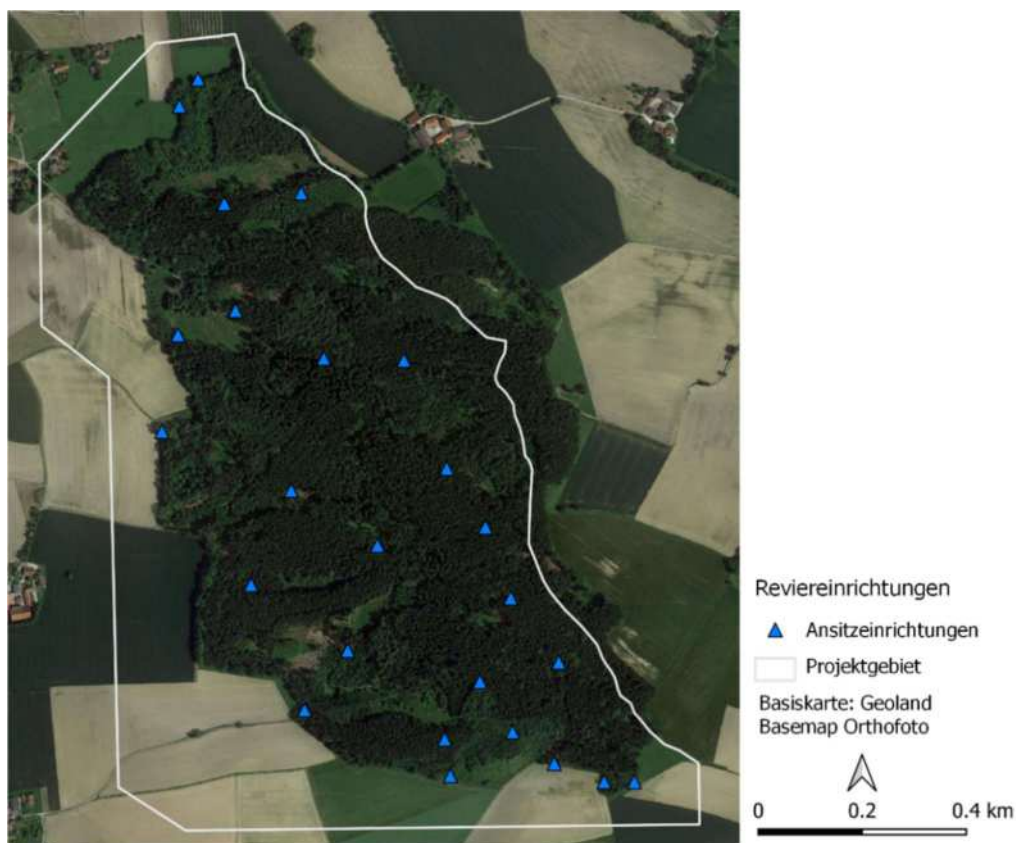 Reviereinrichtungen
Ansitzeinrichtungen
Projektgebiet
Basiskarte: Geoland
Basemap Orthofoto
0 0.2 0.4 km